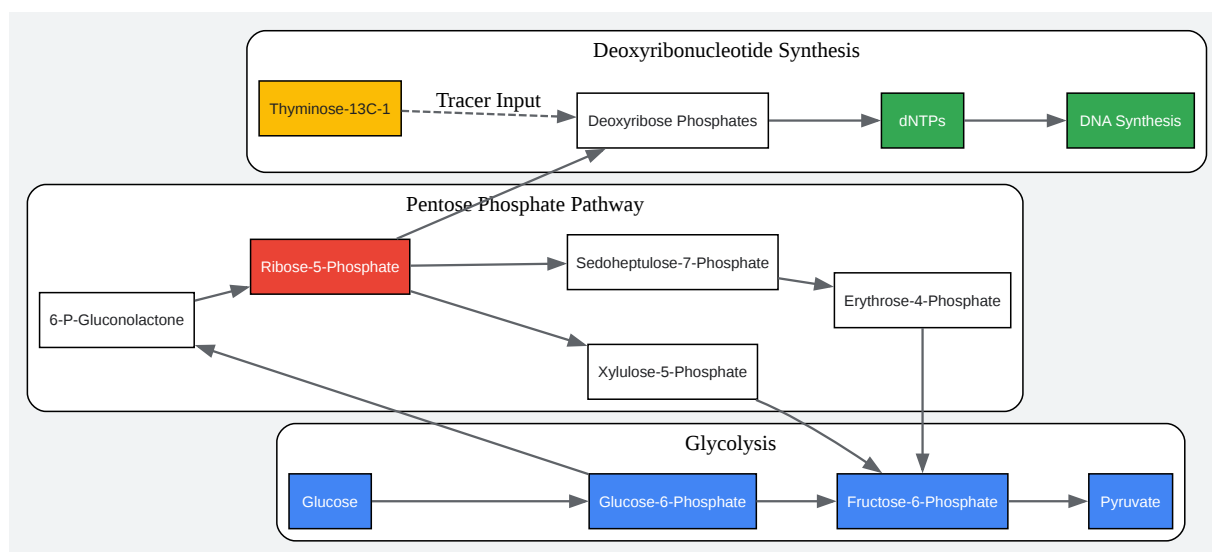 Deoxyribonucleotide Synthesis
Thyminose-13C-1
Tracer Input
Deoxyribose Phosphates
dNTPs
DNA Synthesis
Pentose Phosphate Pathway
Ribose-5-Phosphate
Sedoheptulose-7-Phosphate
Erythrose-4-Phosphate
6-P-Gluconolactone
Xylulose-5-Phosphate
Glycolysis
Glucose
Glucose-6-Phosphate
Fructose-6-Phosphate
Pyruvate